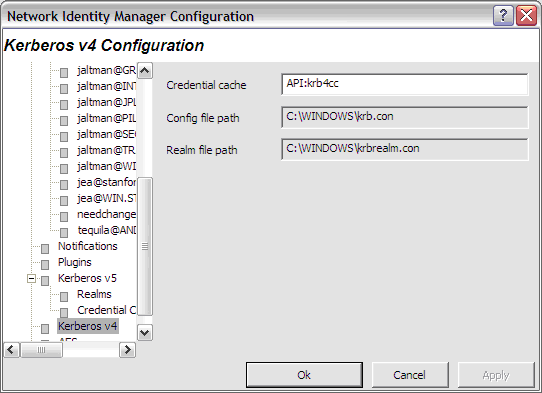 Network Identity Manager Configuration
Kerberos v4 Configuration
jaltman@GR
jaltman@INT
jaltman@JPL
jaltman@PIL
jaltman@SEC
jaltman@TR
jaltman@WI
jea@stanfor
jea@WIN.ST
needchange
tequila@AND
Notifications
Plugins
Kerberos v5
Realms
Credential C
Kerberos v4
Credential cache API:krb4cc
Config file path C:\WINDOWS\krb.con
Realm file path C:\WINDOWS\krbrealm.con
Ok Cancel Apply